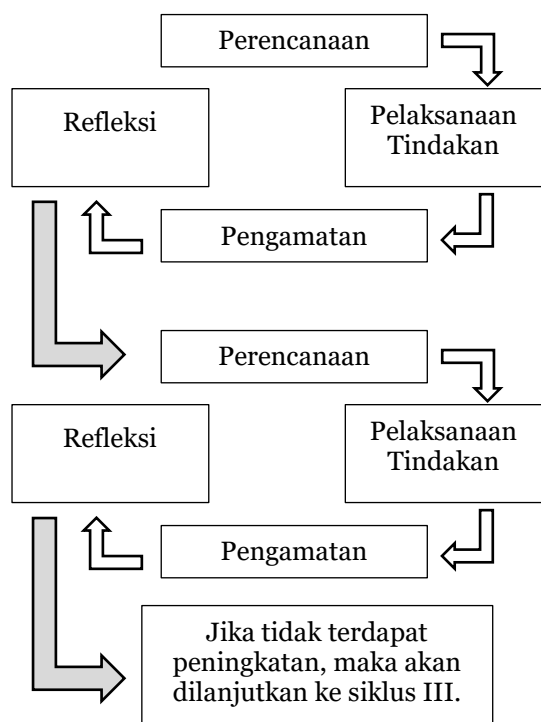 Perencanaan
Refleksi
Pelaksanaan
Tindakan
Pengamatan
Perencanaan
Refleksi
Pelaksanaan
Tindakan
Pengamatan
Jika tidak terdapat
peningkatan, maka akan
dilanjutkan ke siklus III.